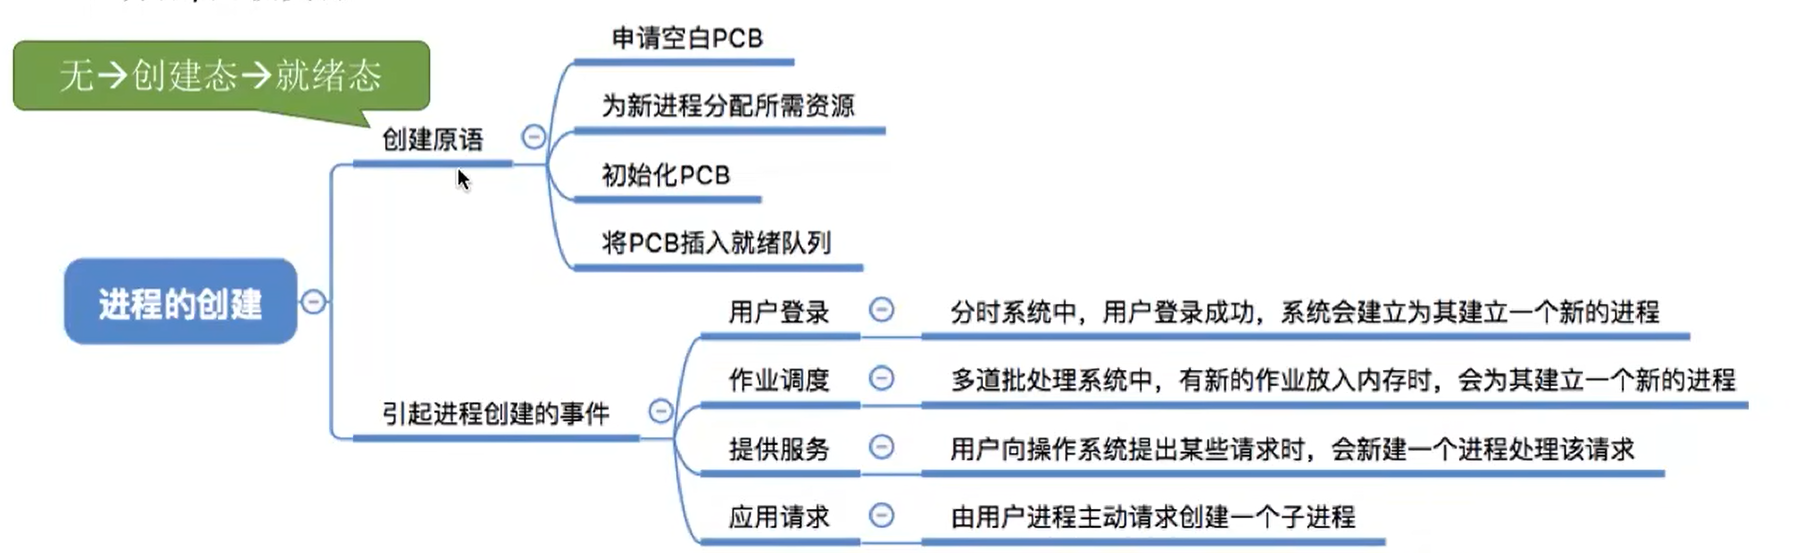 无→创建态→就绪态
申请空白PCB
为新进程分配所需资源
创建原语
初始化PCB
将PCB插入就绪队列
进程的创建
用户登录
分时系统中，用户登录成功，系统会建立为其建立一个新的进程
作业调度
多道批处理系统中，有新的作业放入内存时，会为其建立一个新的进程
引起进程创建的事件
提供服务
用户向操作系统提出某些请求时，会新建一个进程处理该请求
应用请求
由用户进程主动请求创建一个子进程